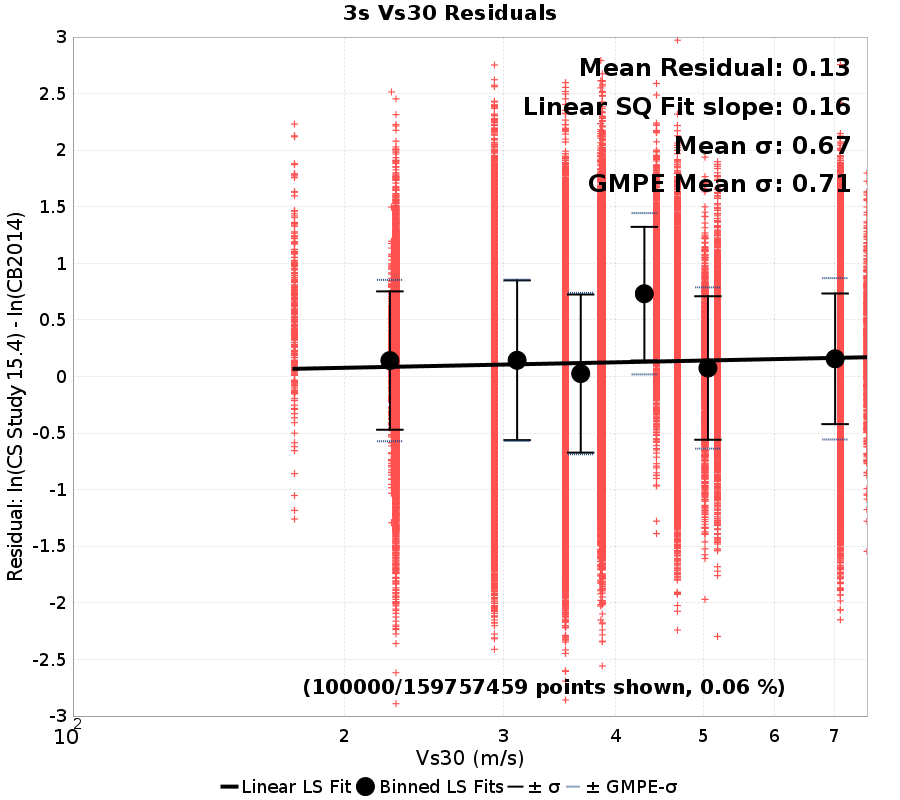 3s Vs30 Residuals
Mean Residual: 0.13
Linear SQ Fit slope: 0.16
Mean σ: 0.67
GMPE Mean σ: 0.71
Residual: ln(CS Study 15.4) - ln(CB2014)
3
2.5
2
1.5
1
0.5
0
-0.5
-1
-1.5
-2
-2.5
-3
(100000/159757459 points shown, 0.06 %)
10^2 2 3 4 5 6 7
Vs30 (m/s)
Linear LS Fit Binned LS Fits ± σ ± GMPE-σ